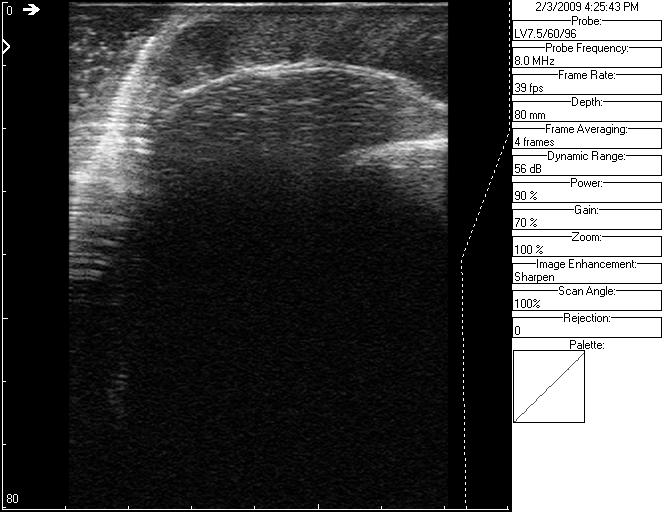 0
80
2/3/2009 4:25:43 PM
Probe:
LV7.5/60/96
Probe Frequency:
8.0 MHz
Frame Rate:
39 fps
Depth:
80 mm
Frame Averaging:
4 frames
Dynamic Range:
56 dB
Power:
90 %
Gain:
70 %
Zoom:
100 %
Image Enhancement:
Sharpen
Scan Angle:
100%
Rejection:
0
Palette: